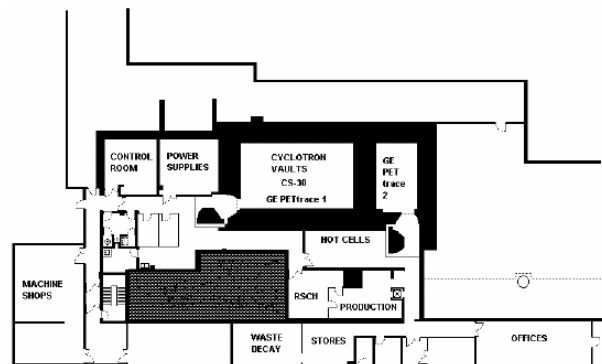 CONTROL
ROOM
POWER
SUPPLIES
CYCLOTRON
VAULTS
CS-30
GE PETtrace 1
GE
PET
trace
2
HOT CELLS
MACHINE
SHOPS
RSCH
PRODUCTION
WASTE
DECAY
STORES
OFFICES